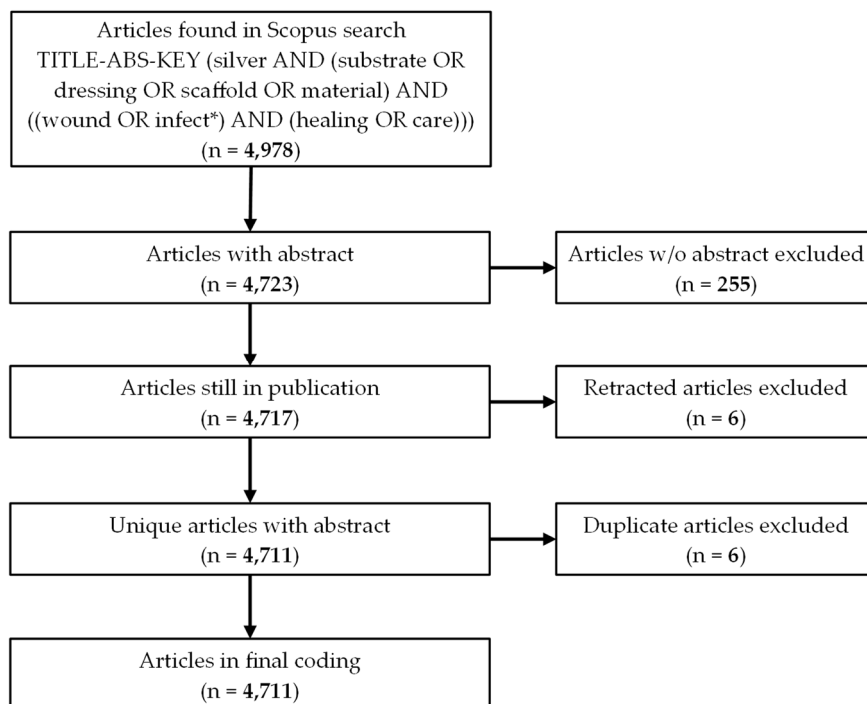 Articles found in Scopus search
TITLE-ABS-KEY (silver AND (substrate OR
dressing OR scaffold OR material) AND
((wound OR infect*) AND (healing OR care)))
(n = 4,978)
Articles with abstract
(n = 4,723)
Articles w/o abstract excluded
(n = 255)
Articles still in publication
(n = 4,717)
Retracted articles excluded
(n = 6)
Unique articles with abstract
(n = 4,711)
Duplicate articles excluded
(n = 6)
Articles in final coding
(n = 4,711)